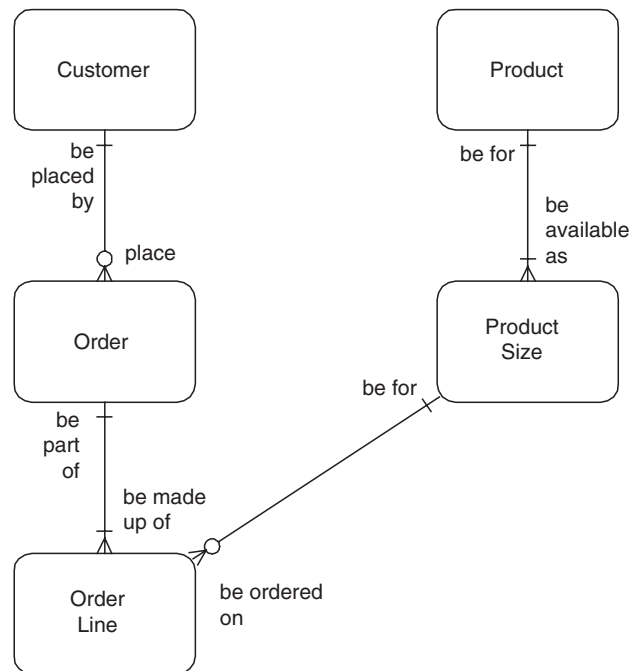 Customer
Product
be
placed
by
be for
place
be
available
as
Order
Product
Size
be
part
of
be for
be made
up of
Order
Line
be ordered
on